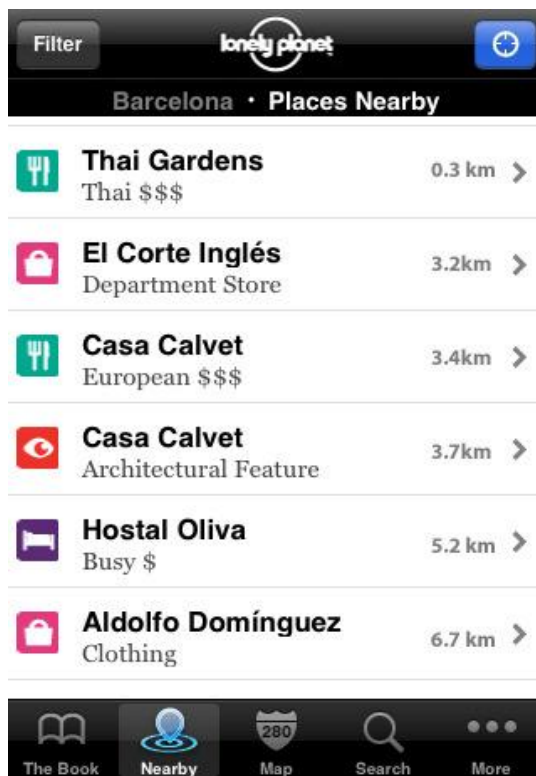 Filter
lonely planet
Barcelona · Places Nearby
Thai Gardens
0.3 km
Thai $$$
El Corte Inglés
3.2km
Department Store
Casa Calvet
3.4km
European $$$
Casa Calvet
3.7km
Architectural Feature
Hostal Oliva
5.2 km
Busy $
Aldolfo Domínguez
6.7 km
Clothing
280
The Book Nearby Map Search More